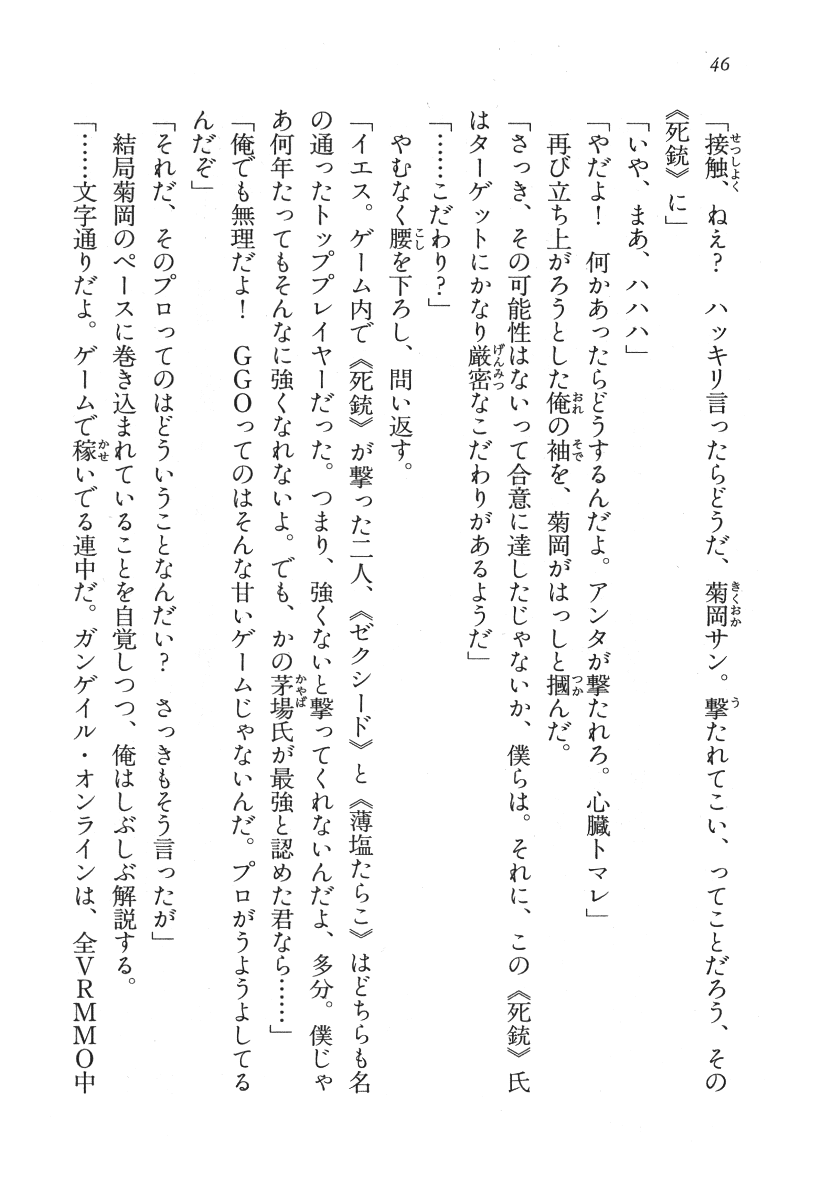 46
「接触、ねえ？　ハッキリ言ったらどうだ、菊岡サン。撃たれてこい、ってことだろう、その
《死銃》に」
「いや、まあ、ハハハ」
「やだよ！　何かあったらどうするんだよ。アンタが撃たれろ。心臓トマレ」
　再び立ち上がろうとした俺の袖を、菊岡がはっしと摑んだ。
「さっき、その可能性はないって合意に達したじゃないか、僕らは。それに、この《死銃》氏
はターゲットにかなり厳密なこだわりがあるようだ」
「……こだわり？」
　やむなく腰を下ろし、問い返す。
「イエス。ゲーム内で《死銃》が撃った二人、《ゼクシード》と《薄塩たらこ》はどちらも名
の通ったトッププレイヤーだった。つまり、強くないと撃ってくれないんだよ、多分。僕じゃ
あ何年たってもそんなに強くなれないよ。でも、かの茅場氏が最強と認めた君なら……」
「俺でも無理だよ！　ＧＧＯってのはそんな甘いゲームじゃないんだ。プロがうようよしてる
んだぞ」
「それだ、そのプロってのはどういうことなんだい？　さっきもそう言ったが」
　結局菊岡のペースに巻き込まれていることを自覚しつつ、俺はしぶしぶ解説する。
「……文字通りだよ。ゲームで稼いでる連中だ。ガンゲイル・オンラインは、全ＶＲＭＭＯ中